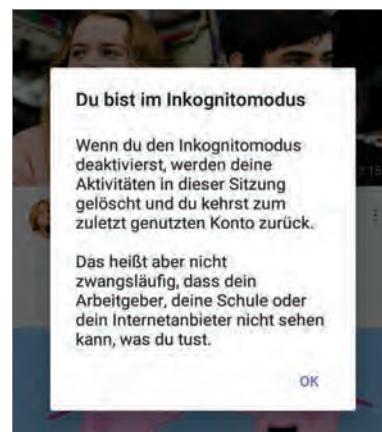 Du bist im Inkognitomodus
Wenn du den Inkognitomodus
deaktivierst, werden deine
Aktivitäten in dieser Sitzung
gelöscht und du kehrst zum
zuletzt genutzten Konto zurück.
Das heißt aber nicht
zwangsläufig, dass dein
Arbeitgeber, deine Schule oder
dein Internetanbieter nicht sehen
kann, was du tust.
OK